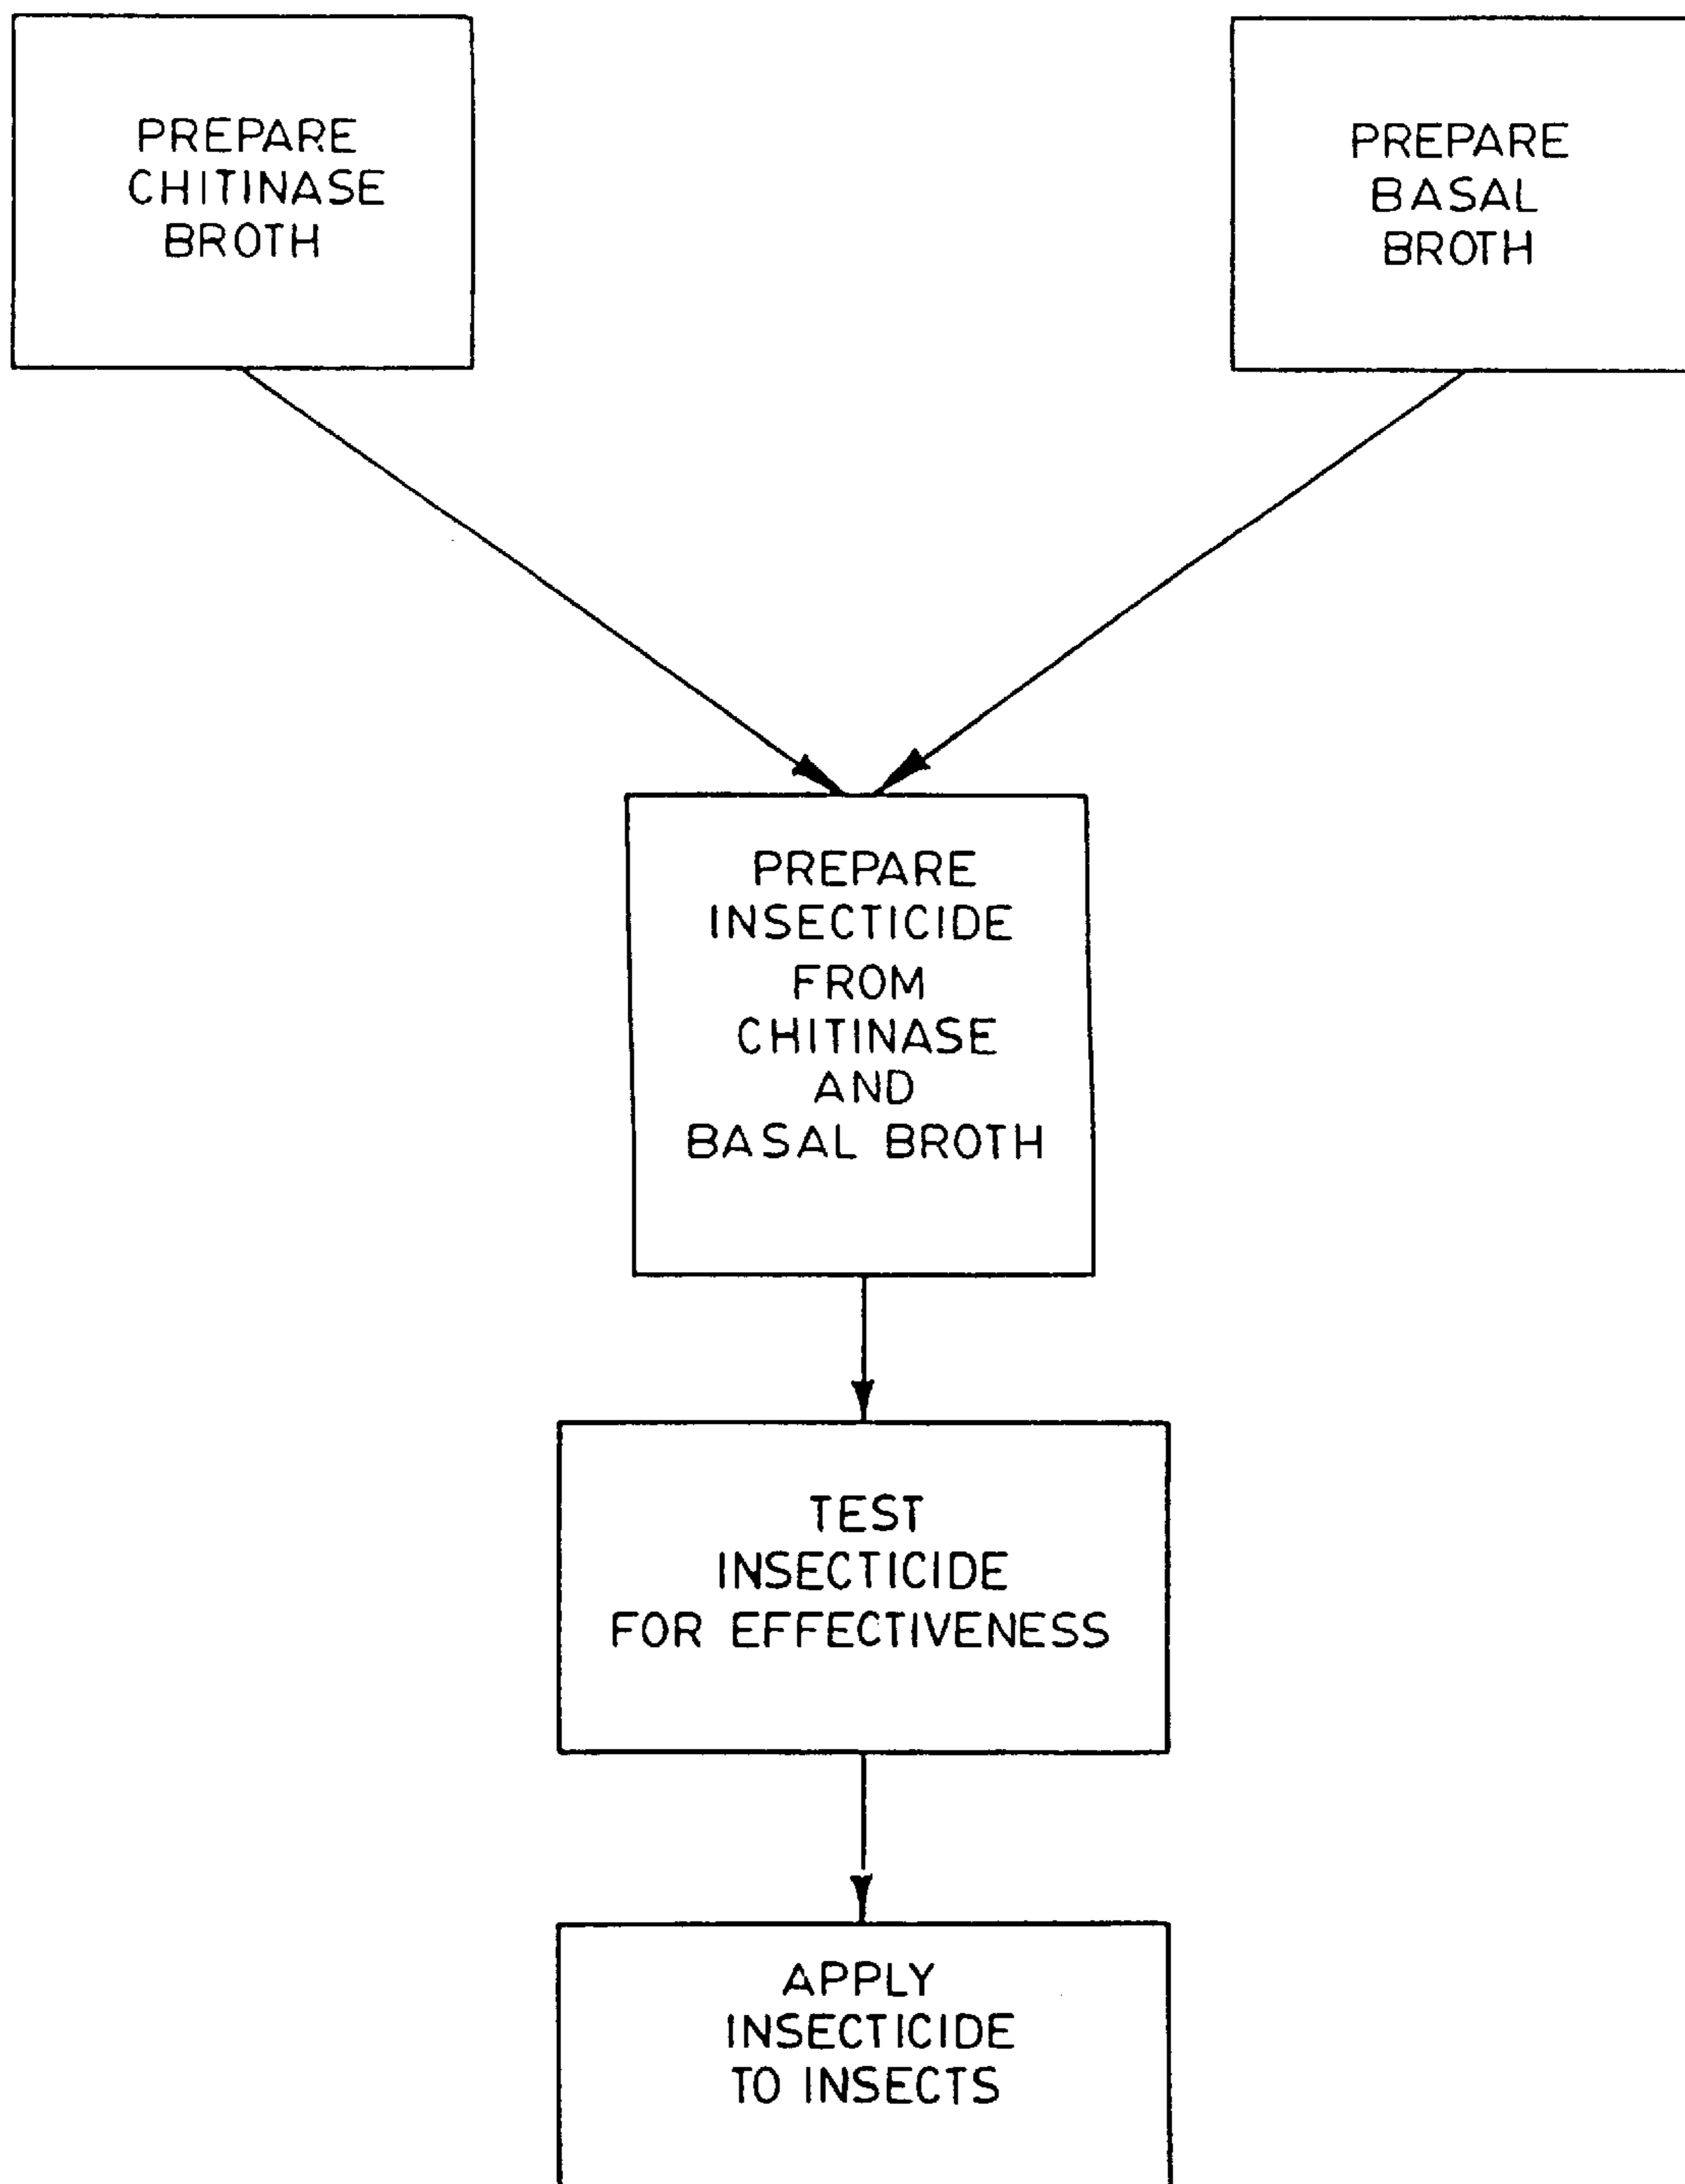 PREPARE
CHITINASE
BROTH
PREPARE
BASAL
BROTH
PREPARE
INSECTICIDE
FROM
CHITINASE
AND
BASAL BROTH
TEST
INSECTICIDE
FOR EFFECTIVENESS
APPLY
INSECTICIDE
TO INSECTS